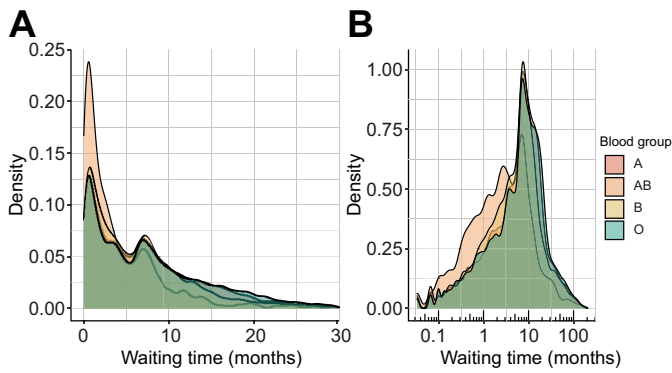 A
B
0.25
0.20
0.15
0.10
0.05
0.00
Density
0
10
20
30
Waiting time (months)
1.00
0.75
0.50
0.25
0.00
Density
0.1
1
10
100
Waiting time (months)
Blood group
A
AB
B
O